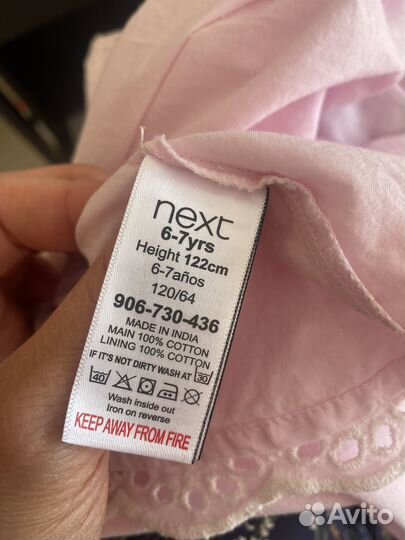 next
6-7yrs
Height 122cm
6-7años
120/64
906-730-436
MADE IN INDIA
MAIN 100% COTTON
LINING 100% COTTON
IF IT'S NOT DIRTY WASH AT 30
40
Wash inside out
Iron on reverse
KEEP AWAY FROM FIRE
Avito